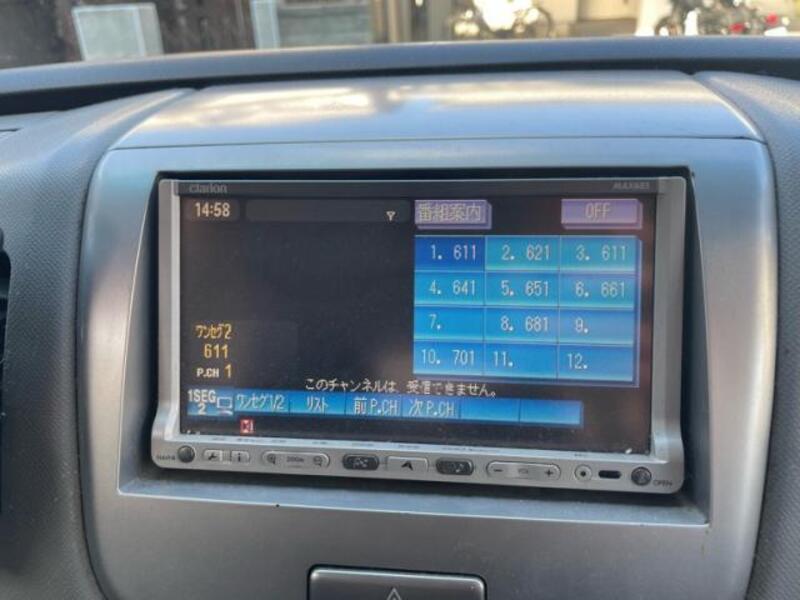 clarion
14:58
番組案内
OFF
1. 611
2. 621
3. 611
4. 641
5. 651
6. 661
7.
8. 681
9.
10. 701
11.
12.
ワンセグ2
611
P.CH 1
このチャンネルは、受信できません。
1SEG
2
ワンセグ1/2
リスト
前P.CH
次P.CH
OPEN